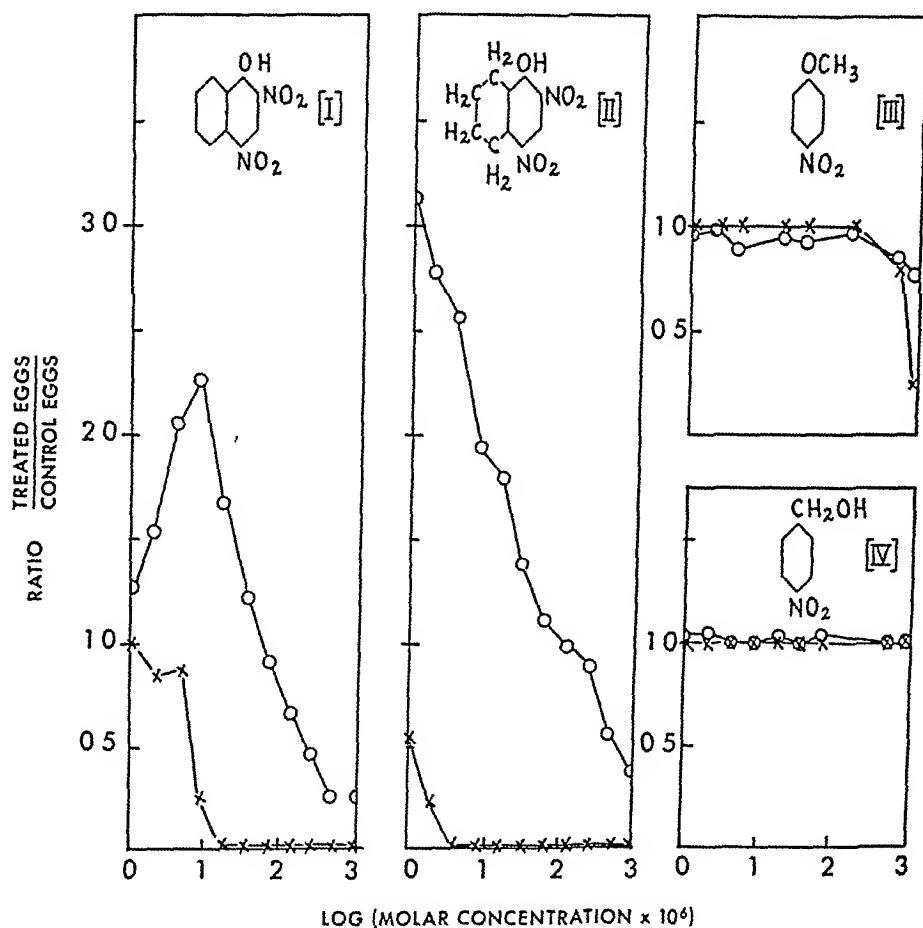 OH
NO2
[I]
NO2
H2
OH
H2
NO2
[II]
H2
NO2
H2
OCH3
[III]
NO2
3 0
2 0
1 0
0 5
1 0
0 5
CH2OH
[IV]
NO2
1 0
0 5
RATIO TREATED EGGS
CONTROL EGGS
C
C
C
C
0 1 2 3
0 1 2 3
0 1 2 3
LOG (MOLAR CONCENTRATION x 10⁶)